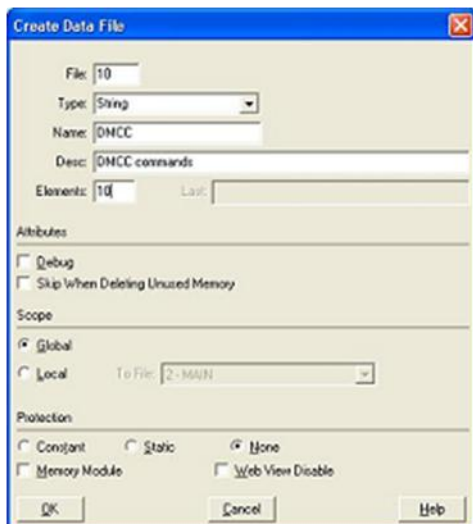 Create Data File
File: 10
Type: String
Name: DMCC
Desc: DMCC commands
Elements: 10 Last:
Attributes
Debug
Skip When Deleting Unused Memory
Scope
Global
Local To File: 2 - MAIN
Protection
Constant Static None
Memory Module Web View Disable
OK Cancel Help